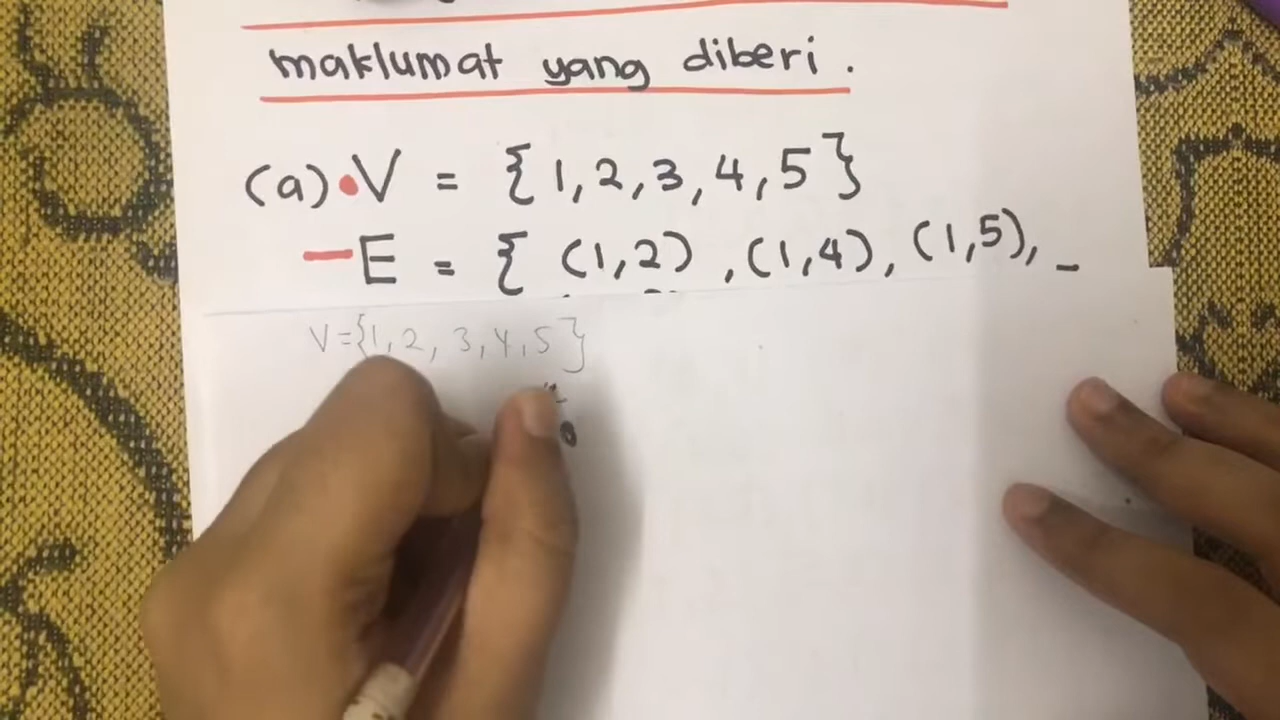 maklumat yang diberi.
(a) • V = {1, 2, 3, 4, 5}
— E = { (1,2), (1,4), (1,5),
V = {1, 2, 3, 4, 5}